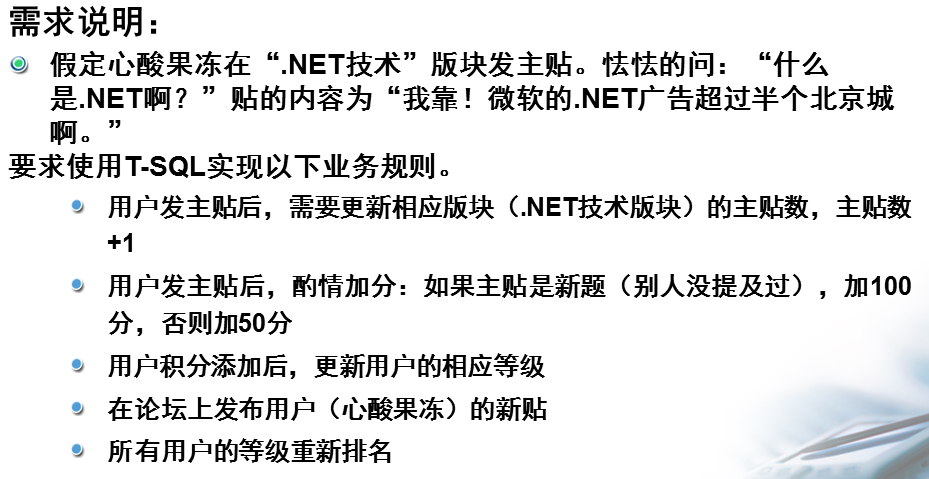 需求说明：
假定心酸果冻在“.NET技术”版块发主贴。怯怯的问：“什么
是.NET啊？”贴的内容为“我靠！微软的.NET广告超过半个北京城
啊。”
要求使用T-SQL实现以下业务规则。
用户发主贴后，需要更新相应版块（.NET技术版块）的主贴数，主贴数
+1
用户发主贴后，酌情加分：如果主贴是新题（别人没提及过），加100
分，否则加50分
用户积分添加后，更新用户的相应等级
在论坛上发布用户（心酸果冻）的新贴
所有用户的等级重新排名